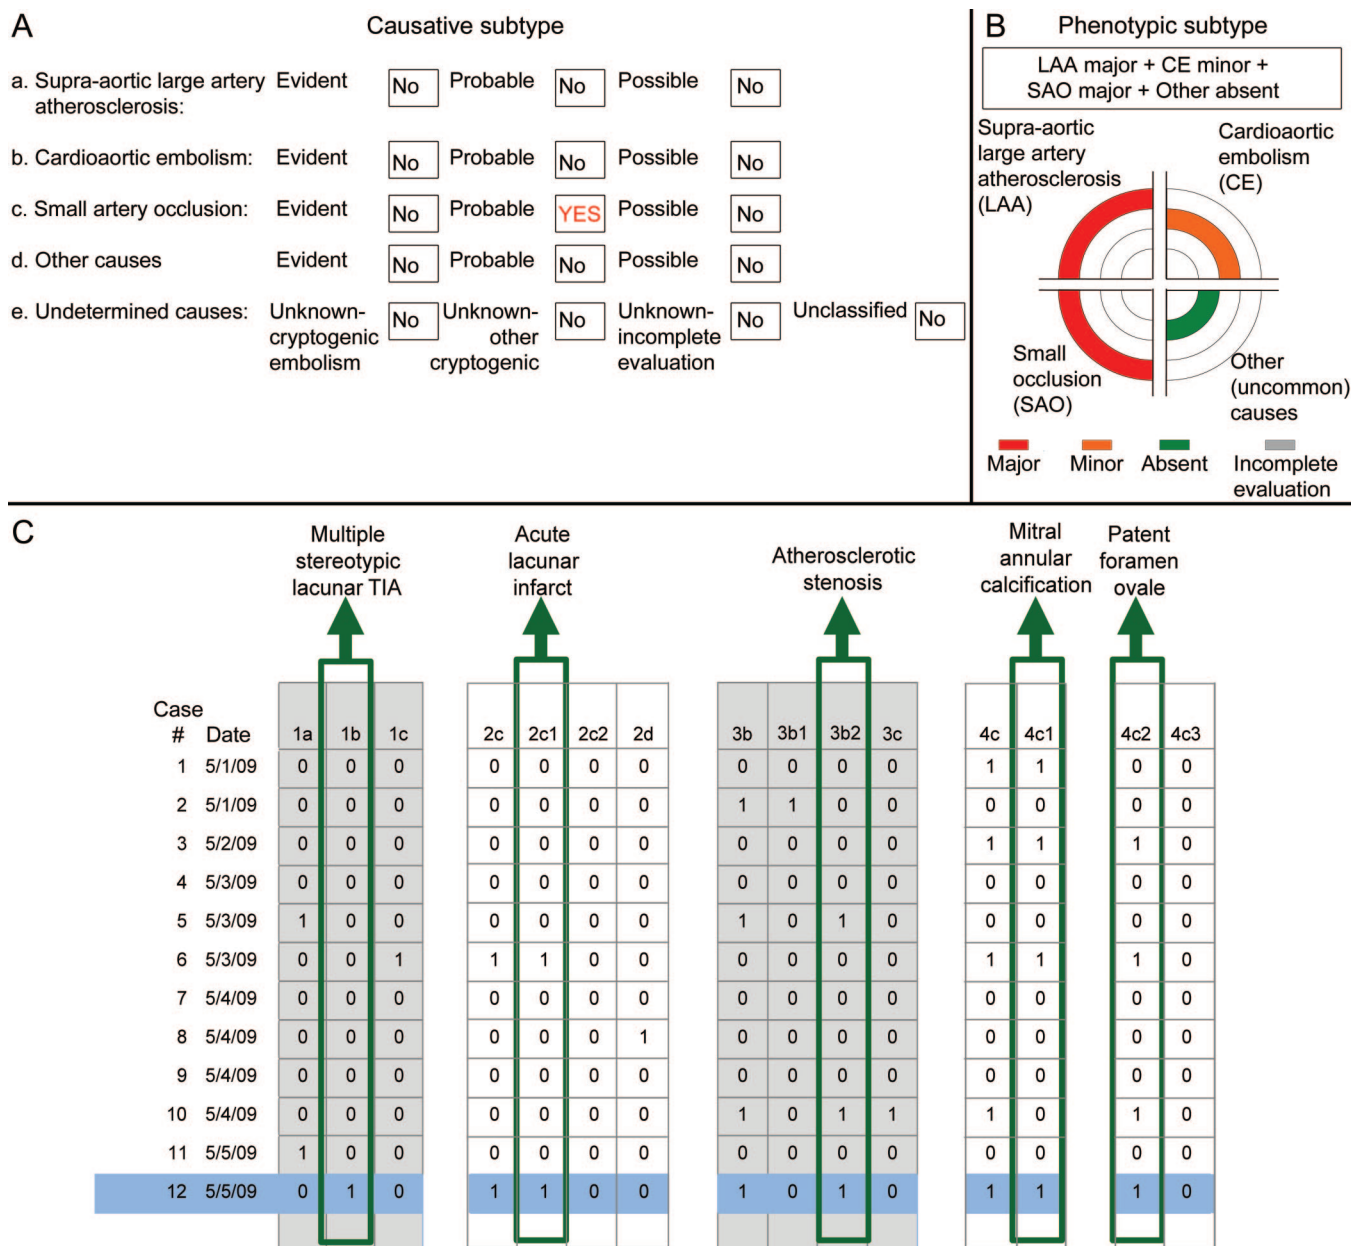 A
Causative subtype
a. Supra-aortic large artery atherosclerosis: Evident No Probable No Possible No
b. Cardioaortic embolism: Evident No Probable No Possible No
c. Small artery occlusion: Evident No Probable YES Possible No
d. Other causes Evident No Probable No Possible No
e. Undetermined causes: Unknown-cryptogenic embolism No Unknown-other cryptogenic No Unknown-incomplete evaluation No Unclassified No
B
Phenotypic subtype
LAA major + CE minor +
SAO major + Other absent
Supra-aortic
large artery
atherosclerosis
(LAA)
Cardioaortic
embolism
(CE)
Small
occlusion
(SAO)
Other
(uncommon)
causes
Major
Minor
Absent
Incomplete
evaluation
C
Multiple
stereotypic
lacunar TIA
Acute
lacunar
infarct
Atherosclerotic
stenosis
Mitral
annular
calcification
Patent
foramen
ovale
Case
# Date 1a 1b 1c 2c 2c1 2c2 2d 3b 3b1 3b2 3c 4c 4c1 4c2 4c3
1 5/1/09 0 0 0 0 0 0 0 0 0 0 0 1 1 0 0
2 5/1/09 0 0 0 0 0 0 0 1 1 0 0 0 0 0 0
3 5/2/09 0 0 0 0 0 0 0 0 0 0 0 1 1 1 0
4 5/3/09 0 0 0 0 0 0 0 0 0 0 0 0 0 0 0
5 5/3/09 1 0 0 0 0 0 0 1 0 1 0 0 0 0 0
6 5/3/09 0 0 1 1 1 0 0 0 0 0 0 1 1 1 0
7 5/4/09 0 0 0 0 0 0 0 0 0 0 0 0 0 0 0
8 5/4/09 0 0 0 0 0 0 1 0 0 0 0 0 0 0 0
9 5/4/09 0 0 0 0 0 0 0 0 0 0 0 0 0 0 0
10 5/4/09 0 0 0 0 0 0 0 1 0 1 1 1 0 1 0
11 5/5/09 1 0 0 0 0 0 0 0 0 0 0 0 0 0 0
12 5/5/09 0 1 0 1 1 0 0 1 0 1 0 1 1 1 0